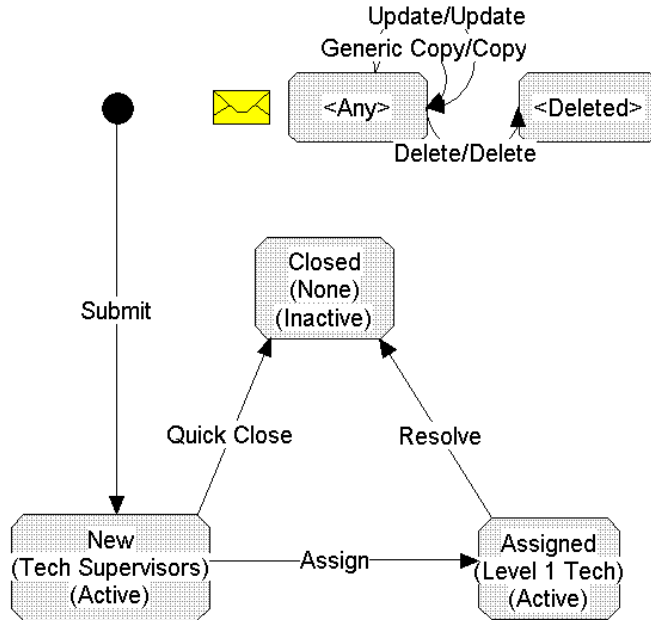 Update/Update
Generic Copy/Copy
<Any>
<Deleted>
Delete/Delete
Closed
(None)
(Inactive)
Submit
Quick Close
Resolve
New
(Tech Supervisors)
(Active)
Assign
Assigned
(Level 1 Tech)
(Active)